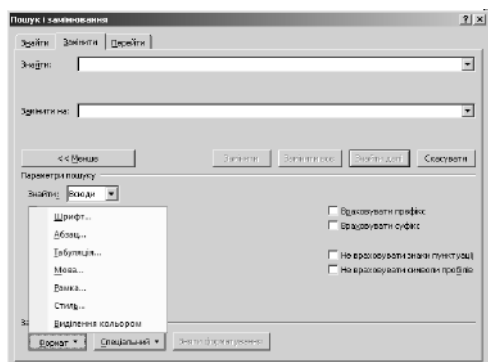 Пошук і замінювання
Знайти Замінити Перейти
Знайти:
Замінити на:
<< Менше Замінити Замінити все Знайти далі Скасувати
Параметри пошуку
Знайти: Всюди
Шрифт...
Абзац...
Табуляція...
Мова...
Рамка...
Стиль...
Виділення кольором
Враховувати префікс
Враховувати суфікс
Не враховувати знаки пунктуації
Не враховувати символи пробілів
За
Формат Спеціальний Зняти форматування